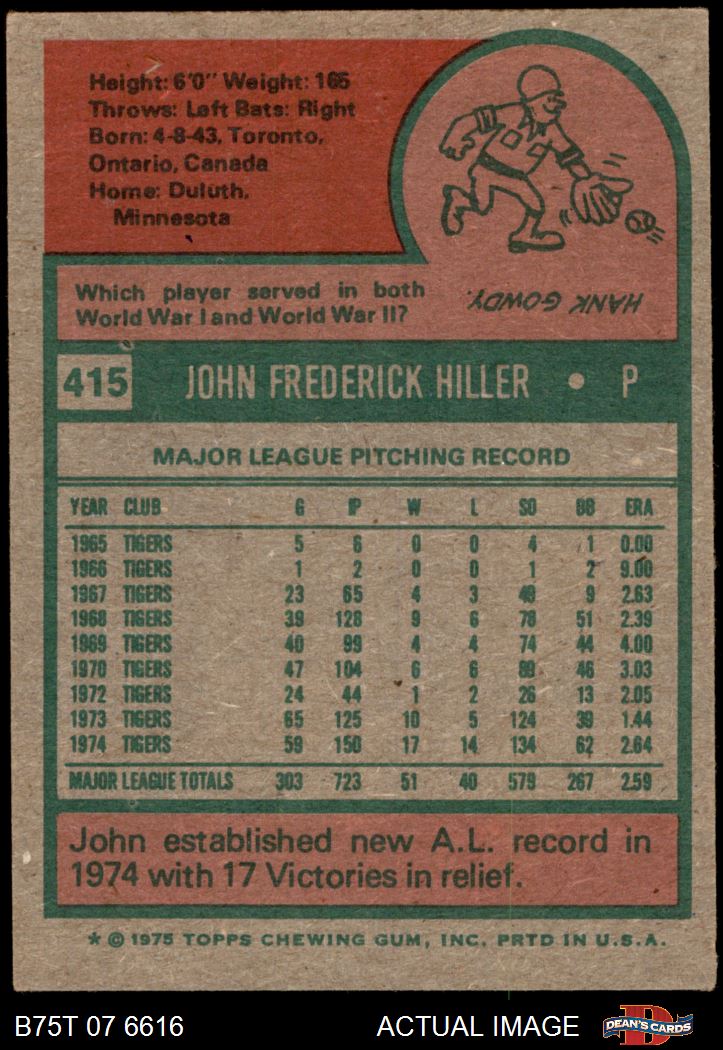 Height: 6'0" Weight: 165
Throws: Left Bats: Right
Born: 4-8-43, Toronto,
Ontario, Canada
Home: Duluth,
Minnesota
Which player served in both
World War I and World War II?
HANK GOWDY.
415 JOHN FREDERICK HILLER • P
MAJOR LEAGUE PITCHING RECORD
YEAR CLUB G IP W L SO BB ERA
1965 TIGERS 5 6 0 0 4 1 0.00
1966 TIGERS 1 2 0 0 1 2 9.00
1967 TIGERS 23 65 4 3 49 9 2.63
1968 TIGERS 39 128 9 6 78 51 2.39
1969 TIGERS 40 99 4 4 74 44 4.00
1970 TIGERS 47 104 6 6 89 46 3.03
1972 TIGERS 24 44 1 2 26 13 2.05
1973 TIGERS 65 125 10 5 124 39 1.44
1974 TIGERS 59 150 17 14 134 62 2.64
MAJOR LEAGUE TOTALS 303 723 51 40 579 267 2.59
John established new A.L. record in
1974 with 17 Victories in relief.
* © 1975 TOPPS CHEWING GUM, INC. PRTD IN U.S.A.
B75T 07 6616 ACTUAL IMAGE DEAN'S CARDS